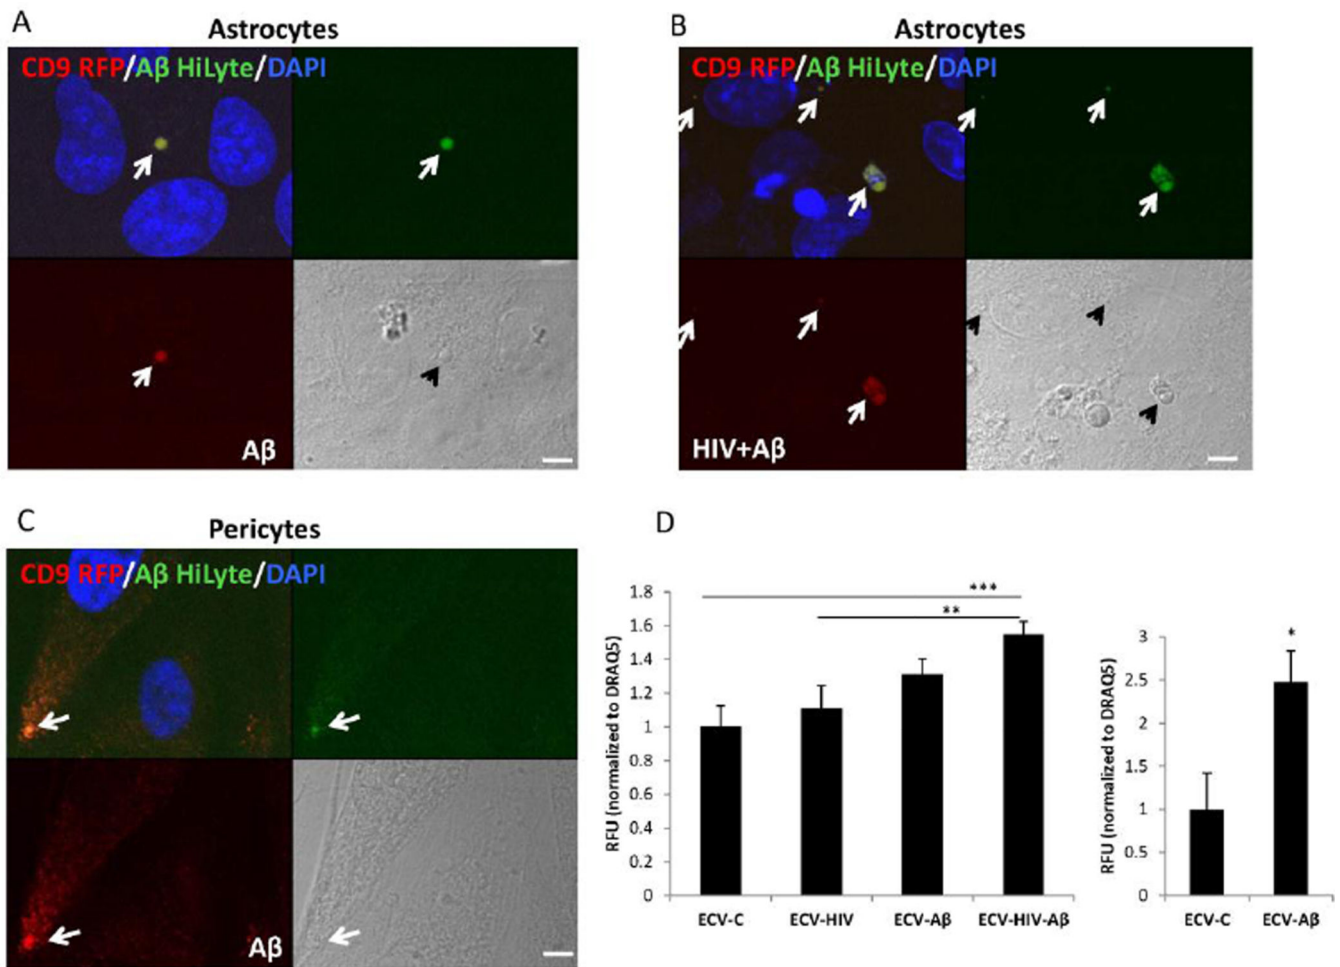 A
Astrocytes
CD9 RFP/Aβ HiLyte/DAPI
Aβ
B
Astrocytes
CD9 RFP/Aβ HiLyte/DAPI
HIV+Aβ
C
Pericytes
CD9 RFP/Aβ HiLyte/DAPI
Aβ
D
RFU (normalized to DRAQ5)
1.8
1.6
1.4
1.2
1
0.8
0.6
0.4
0.2
0
***
**
ECV-C ECV-HIV ECV-Aβ ECV-HIV-Aβ
RFU (normalized to DRAQ5)
3
2.5
2
1.5
1
0.5
0
*
ECV-C ECV-Aβ